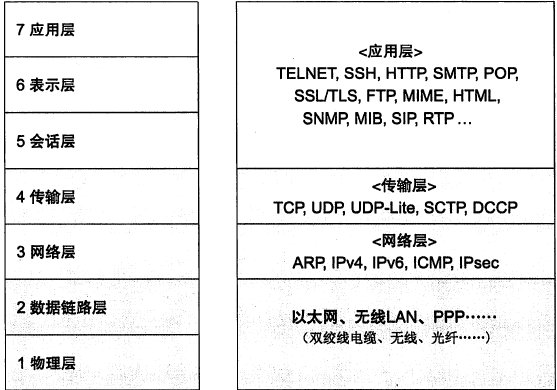 7 应用层
6 表示层
5 会话层
4 传输层
3 网络层
2 数据链路层
1 物理层
<应用层>
TELNET, SSH, HTTP, SMTP, POP,
SSL/TLS, FTP, MIME, HTML,
SNMP, MIB, SIP, RTP …
<传输层>
TCP, UDP, UDP-Lite, SCTP, DCCP
<网络层>
ARP, IPv4, IPv6, ICMP, IPsec
以太网、无线LAN、PPP……
（双绞线电缆、无线、光纤……）